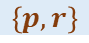 {p, r}